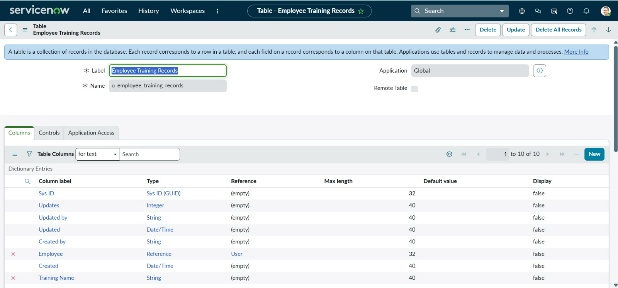 servicenow All Favorites History Workspaces Table - Employee Training Records Search
Table
Employee Training Records Delete Update Delete All Records
A table is a collection of records in the database. Each record corresponds to a row in a table, and each field on a record corresponds to a column on that table. Applications use tables and records to manage data and processes. More Info
Label Employee Training Records Application Global
Name u_employee_training_records Remote Table
Columns Controls Application Access
Table Columns for text Search 1 to 10 of 10 New
Dictionary Entries
Column label Type Reference Max length Default value Display
Sys ID Sys ID (GUID) (empty) 32 false
Updates Integer (empty) 40 false
Updated by String (empty) 40 false
Updated Date/Time (empty) 40 false
Created by String (empty) 40 false
Employee Reference User 32 false
Created Date/Time (empty) 40 false
Training Name String (empty) 40 false